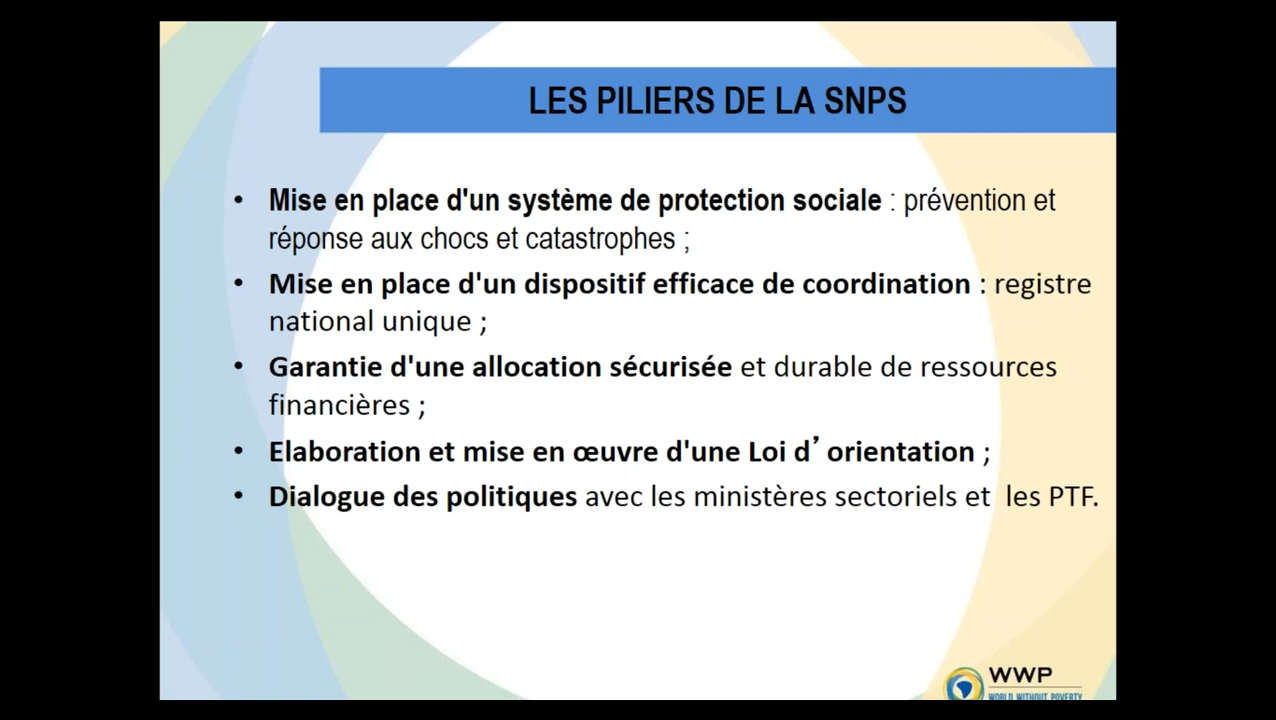 LES PILIERS DE LA SNPS
• Mise en place d'un système de protection sociale : prévention et
réponse aux chocs et catastrophes ;
• Mise en place d'un dispositif efficace de coordination : registre
national unique ;
• Garantie d'une allocation sécurisée et durable de ressources
financières ;
• Elaboration et mise en œuvre d'une Loi d’ orientation ;
• Dialogue des politiques avec les ministères sectoriels et  les PTF.
WWP
WORLD WITHOUT POVERTY